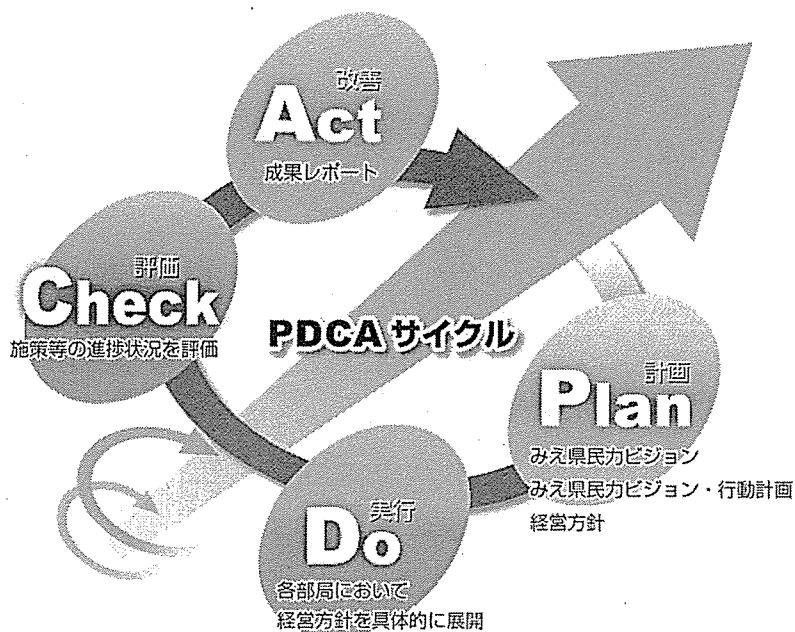 改善
Act
成果レポート
評価
Check
施策等の進捗状況を評価
PDCAサイクル
計画
Plan
みえ県民力ビジョン
みえ県民力ビジョン・行動計画
経営方針
実行
Do
各部局において
経営方針を具体的に展開